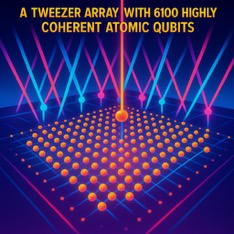 A TWEEZER ARRAY WITH 6100 HIGHLY
COHERENT ATOMIC QUBITS